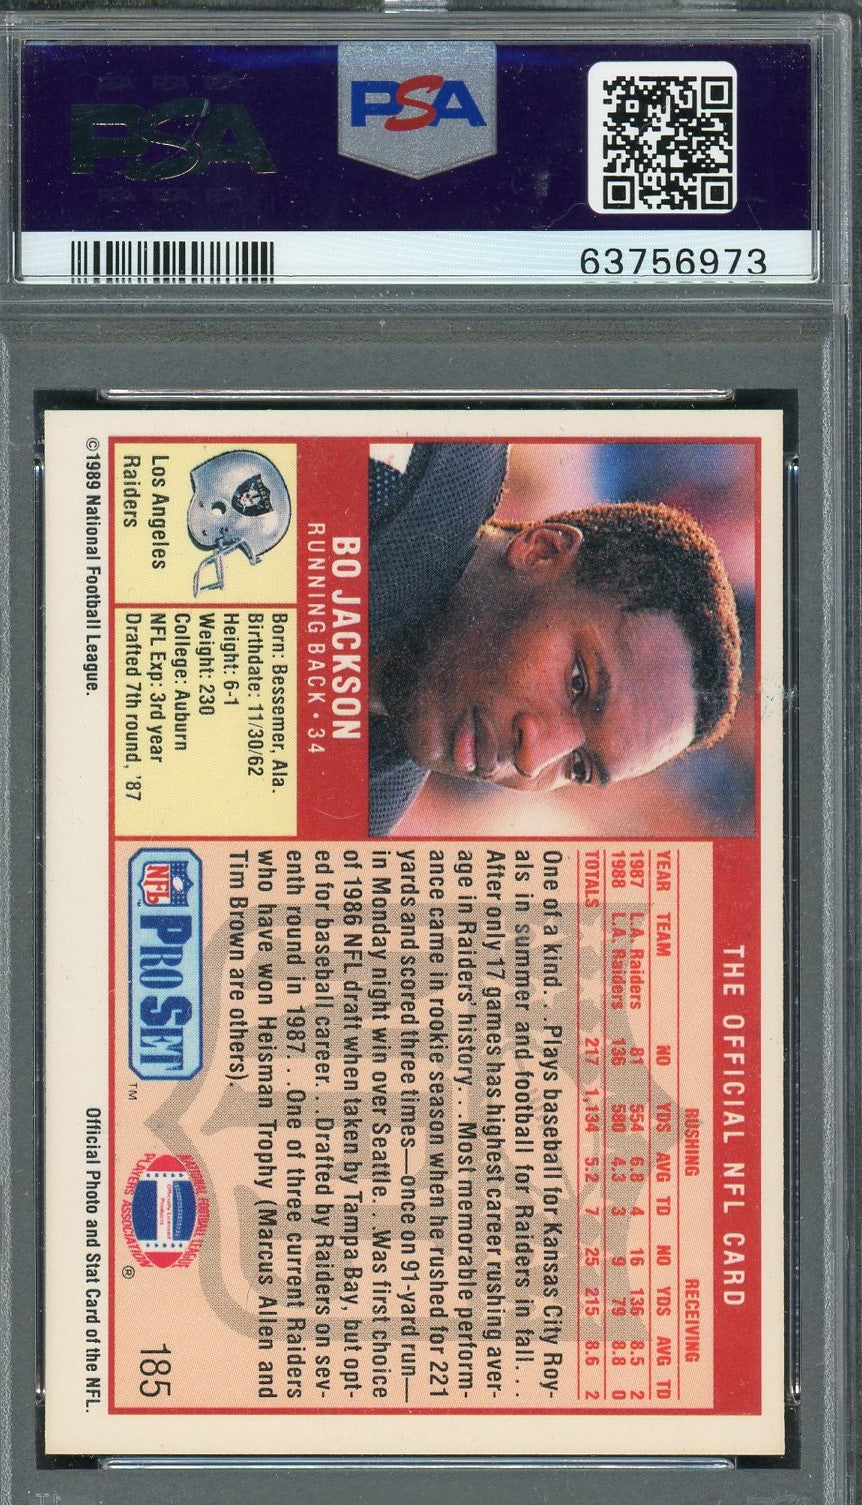 PSA
PSA
63756973
THE OFFICIAL NFL CARD
RUSHING RECEIVING
YEAR TEAM NO YDS AVG TD NO YDS AVG TD
1987 L.A. Raiders 81 554 6.8 4 16 136 8.5 2
1988 L.A. Raiders 136 580 4.3 3 9 79 8.8 0
TOTALS 217 1,134 5.2 7 25 215 8.6 2
One of a kind. . .Plays baseball for Kansas City Roy-
als in summer and football for Raiders in fall. . .
After only 17 games has highest career rushing aver-
age in Raiders' history. . .Most memorable perform-
ance came in rookie season when he rushed for 221
yards and scored three times—once on 91-yard run—
in Monday night win over Seattle. . .Was first choice
of 1986 NFL draft when taken by Tampa Bay, but opt-
ed for baseball career. . .Drafted by Raiders on sev-
enth round in 1987. . .One of three current Raiders
who have won Heisman Trophy (Marcus Allen and
Tim Brown are others).
BO JACKSON
RUNNING BACK • 34
Los Angeles
Raiders
Born: Bessemer, Ala.
Birthdate: 11/30/62
Height: 6-1
Weight: 230
College: Auburn
NFL Exp: 3rd year
Drafted 7th round, '87
NFL PRO SET ™
NATIONAL FOOTBALL LEAGUE
Officially Licensed
Products
PLAYERS ASSOCIATION ®
185
©1989 National Football League.
Official Photo and Stat Card of the NFL.